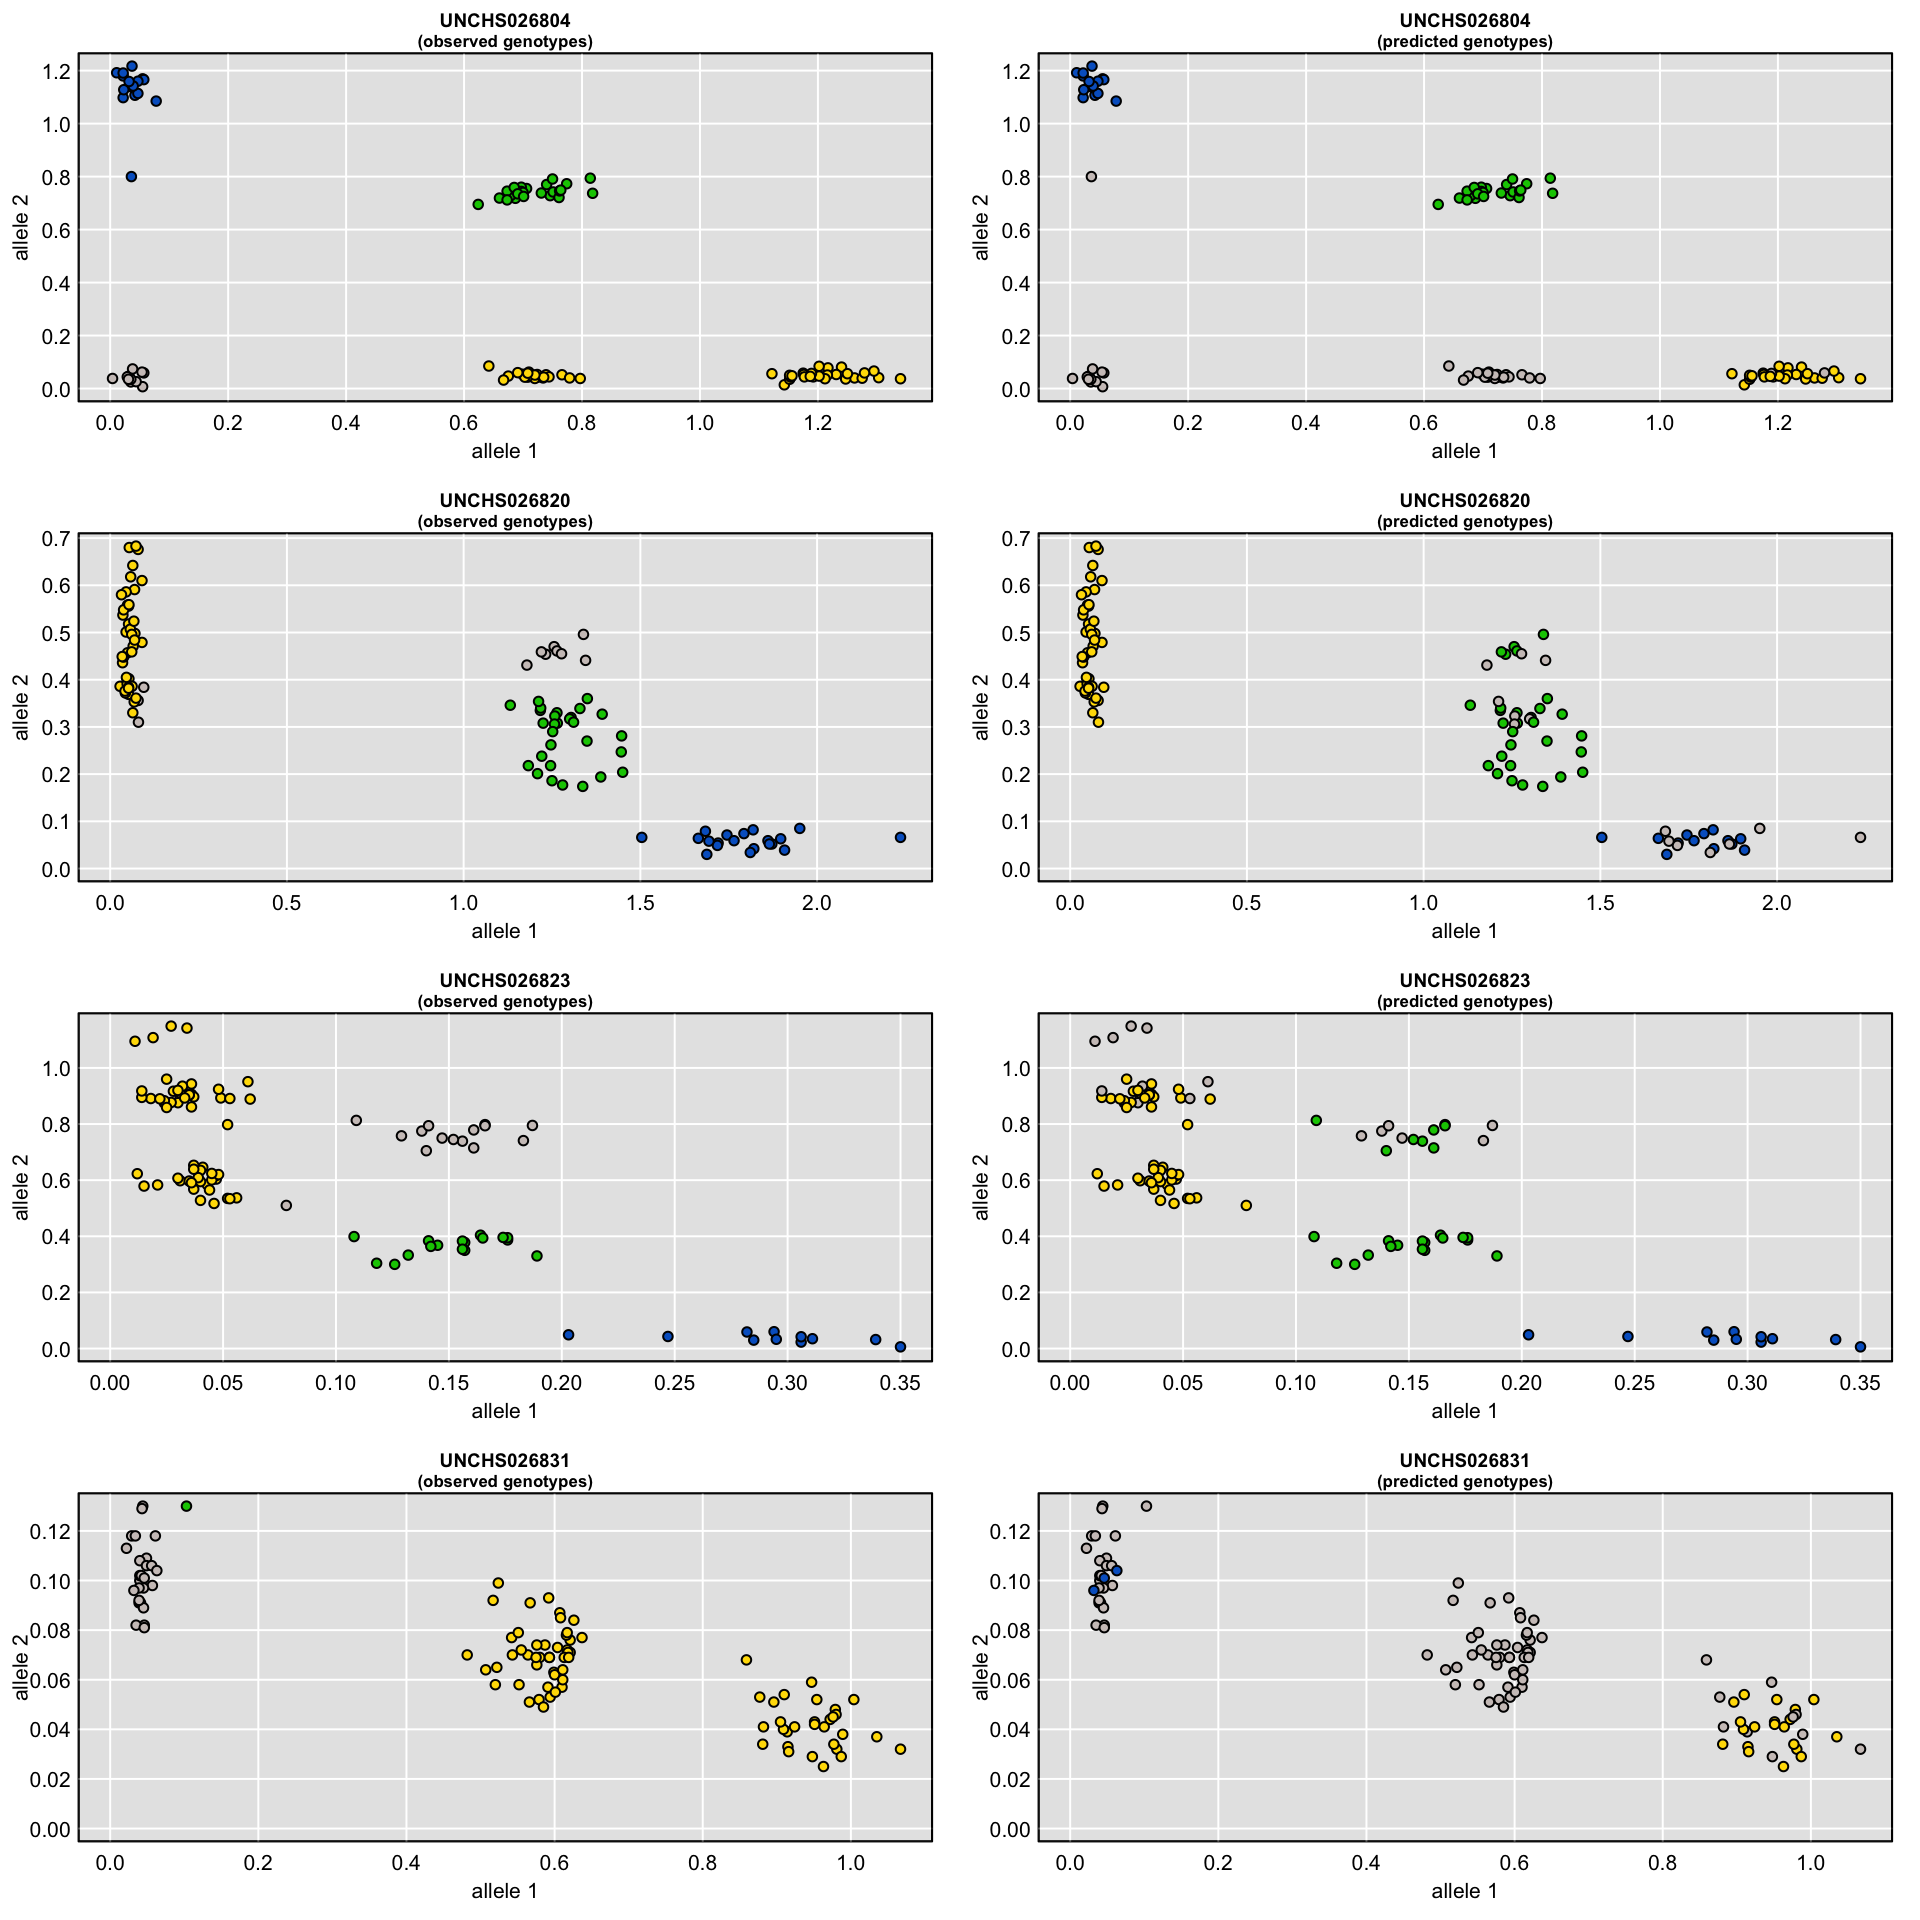 UNCHS026804
(observed genotypes)
allele 2
1.2
1.0
0.8
0.6
0.4
0.2
0.0
0.0 0.2 0.4 0.6 0.8 1.0 1.2
allele 1
UNCHS026804
(predicted genotypes)
allele 2
1.2
1.0
0.8
0.6
0.4
0.2
0.0
0.0 0.2 0.4 0.6 0.8 1.0 1.2
allele 1
UNCHS026820
(observed genotypes)
allele 2
0.7
0.6
0.5
0.4
0.3
0.2
0.1
0.0
0.0 0.5 1.0 1.5 2.0
allele 1
UNCHS026820
(predicted genotypes)
allele 2
0.7
0.6
0.5
0.4
0.3
0.2
0.1
0.0
0.0 0.5 1.0 1.5 2.0
allele 1
UNCHS026823
(observed genotypes)
allele 2
1.0
0.8
0.6
0.4
0.2
0.0
0.00 0.05 0.10 0.15 0.20 0.25 0.30 0.35
allele 1
UNCHS026823
(predicted genotypes)
allele 2
1.0
0.8
0.6
0.4
0.2
0.0
0.00 0.05 0.10 0.15 0.20 0.25 0.30 0.35
allele 1
UNCHS026831
(observed genotypes)
allele 2
0.12
0.10
0.08
0.06
0.04
0.02
0.00
0.0 0.2 0.4 0.6 0.8 1.0
allele 1
UNCHS026831
(predicted genotypes)
allele 2
0.12
0.10
0.08
0.06
0.04
0.02
0.00
0.0 0.2 0.4 0.6 0.8 1.0
allele 1